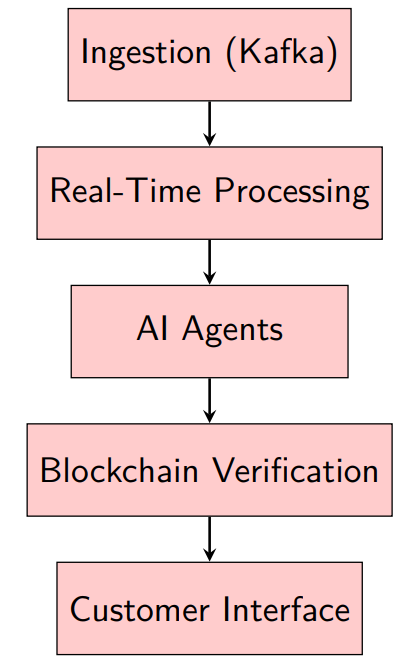 Ingestion (Kafka)
Real-Time Processing
AI Agents
Blockchain Verification
Customer Interface